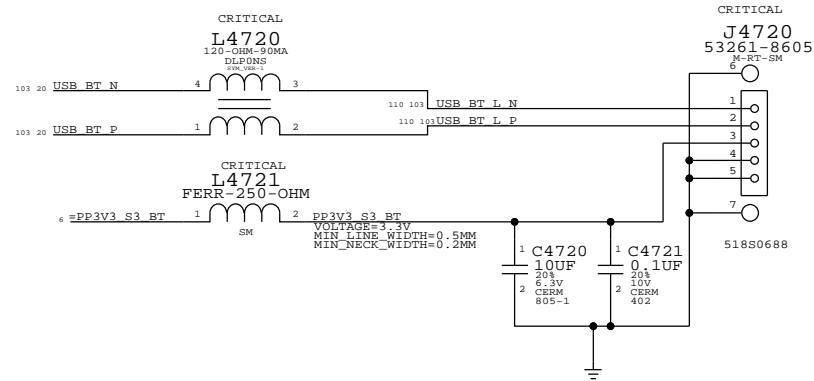 CRITICAL
L4720
120-OHM-90MA
DLP0NS
SYM_VER-1
4
3
103 20 USB_BT_N
103 20 USB_BT_P
1
2
110 103 USB_BT_L_N
110 103 USB_BT_L_P
CRITICAL
J4720
53261-8605
M-RT-SM
6
1
2
3
4
5
7
518S0688
CRITICAL
L4721
FERR-250-OHM
6 =PP3V3_S3_BT
1
2
SM
PP3V3_S3_BT
VOLTAGE=3.3V
MIN_LINE_WIDTH=0.5MM
MIN_NECK_WIDTH=0.2MM
1
C4720
10UF
20%
6.3V
2
CERM
805-1
1
C4721
0.1UF
20%
10V
2
CERM
402